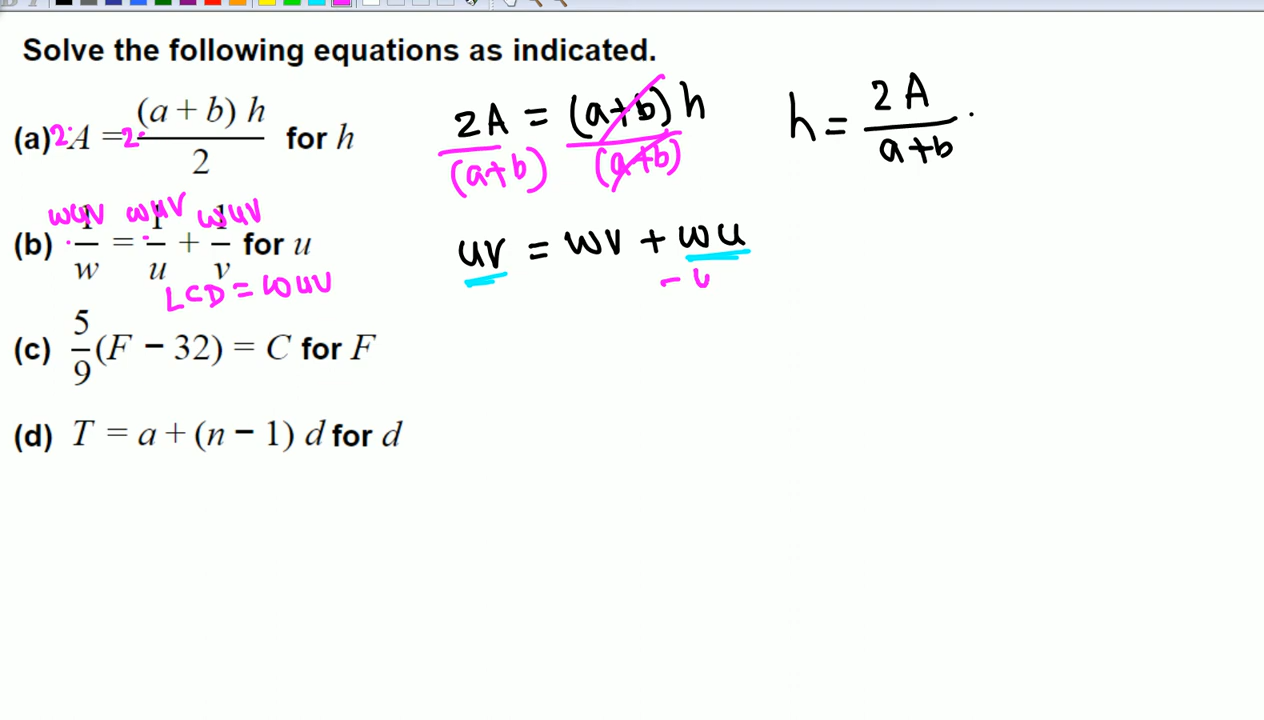 Solve the following equations as indicated.
(a) 2·A = 2·(a + b) h / 2 for h
2A = (a+b) h
(a+b) (a+b)
h = 2A / a+b
(b) wuv · 1/w = wuv · 1/u + wuv 1/v for u
LCD = wuv
uv = wv + wu
(c) 5/9 (F − 32) = C for F
(d) T = a + (n − 1) d for d